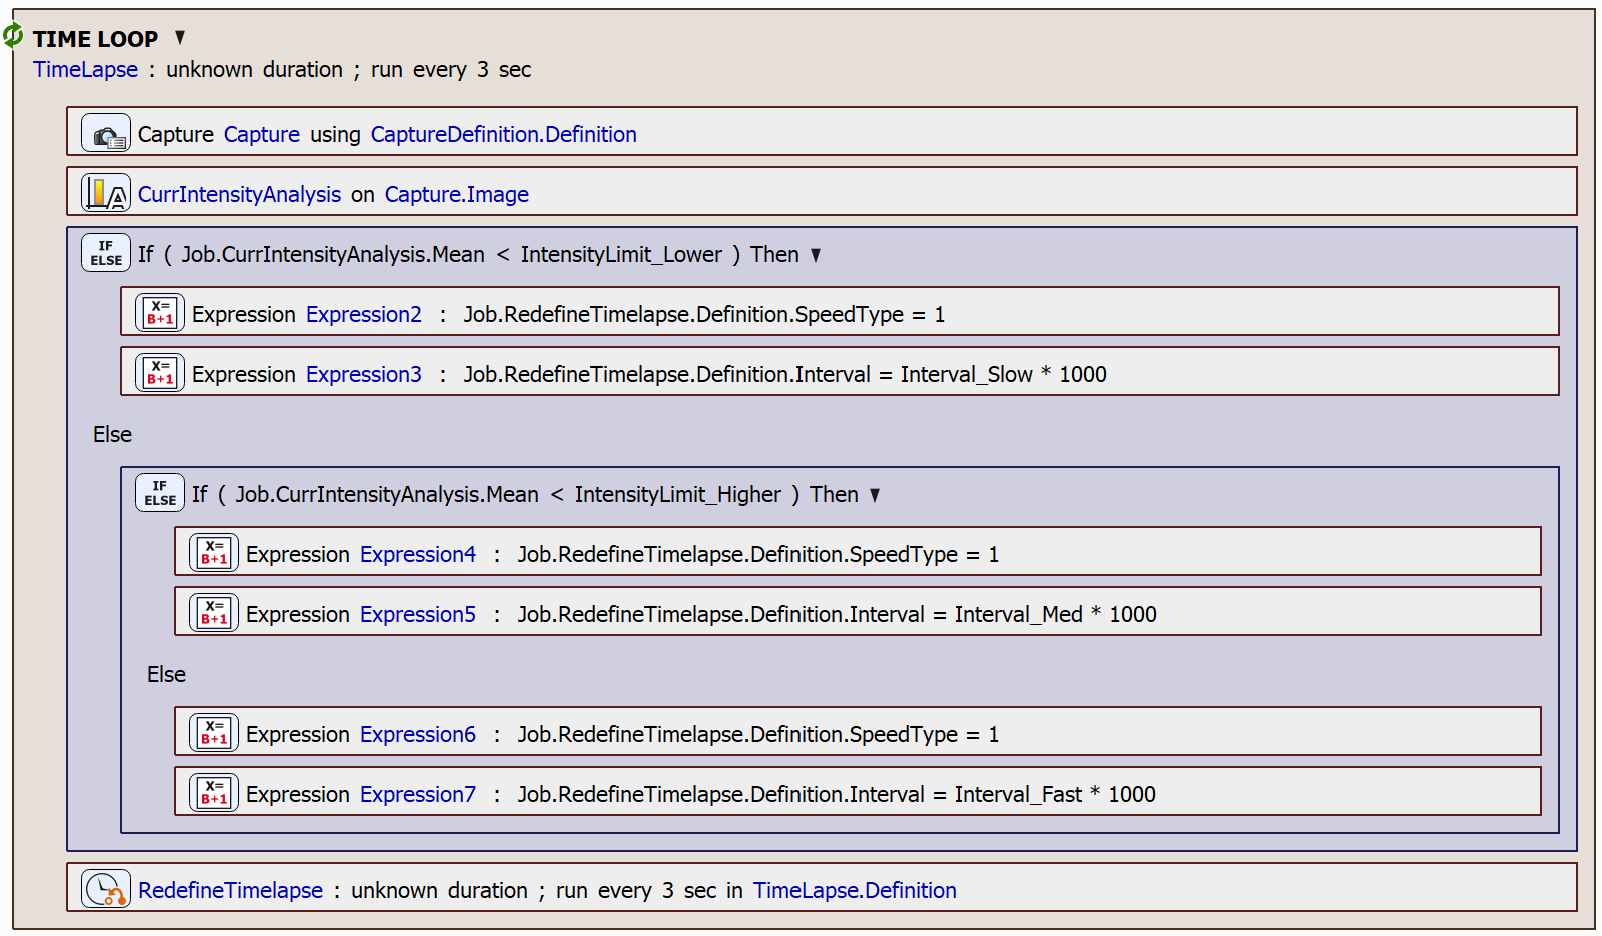 TIME LOOP ▼
TimeLapse : unknown duration ; run every 3 sec
Capture Capture using CaptureDefinition.Definition
CurrIntensityAnalysis on Capture.Image
IF ELSE If ( Job.CurrIntensityAnalysis.Mean < IntensityLimit_Lower ) Then ▼
X= B+1 Expression Expression2 : Job.RedefineTimelapse.Definition.SpeedType = 1
X= B+1 Expression Expression3 : Job.RedefineTimelapse.Definition.Interval = Interval_Slow * 1000
Else
IF ELSE If ( Job.CurrIntensityAnalysis.Mean < IntensityLimit_Higher ) Then ▼
X= B+1 Expression Expression4 : Job.RedefineTimelapse.Definition.SpeedType = 1
X= B+1 Expression Expression5 : Job.RedefineTimelapse.Definition.Interval = Interval_Med * 1000
Else
X= B+1 Expression Expression6 : Job.RedefineTimelapse.Definition.SpeedType = 1
X= B+1 Expression Expression7 : Job.RedefineTimelapse.Definition.Interval = Interval_Fast * 1000
RedefineTimelapse : unknown duration ; run every 3 sec in TimeLapse.Definition